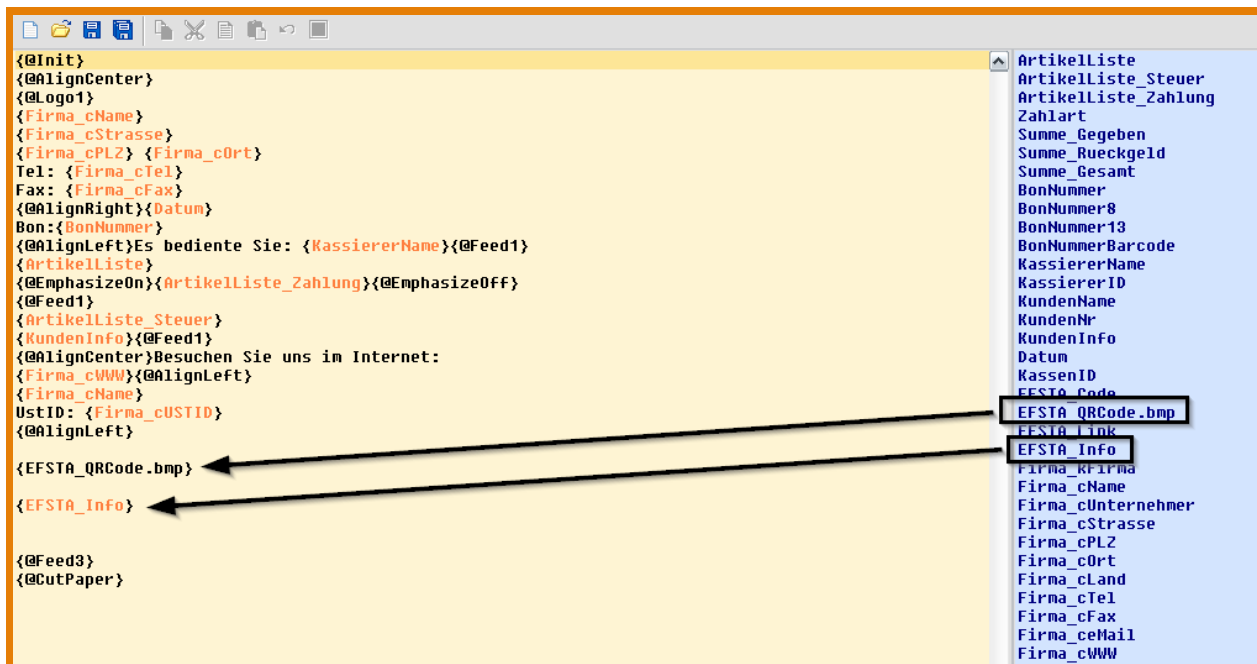 {@Init}
{@AlignCenter}
{@Logo1}
{Firma_cName}
{Firma_cStrasse}
{Firma_cPLZ} {Firma_cOrt}
Tel: {Firma_cTel}
Fax: {Firma_cFax}
{@AlignRight}{Datum}
Bon:{BonNummer}
{@AlignLeft}Es bediente Sie: {KassiererName}{@Feed1}
{ArtikelListe}
{@EmphasizeOn}{ArtikelListe_Zahlung}{@EmphasizeOff}
{@Feed1}
{ArtikelListe_Steuer}
{KundenInfo}{@Feed1}
{@AlignCenter}Besuchen Sie uns im Internet:
{Firma_cWWW}{@AlignLeft}
{Firma_cName}
UstID: {Firma_cUSTID}
{@AlignLeft}
{EFSTA_QRCode.bmp}
{EFSTA_Info}
{@Feed3}
{@CutPaper}
ArtikelListe
ArtikelListe_Steuer
ArtikelListe_Zahlung
Zahlart
Summe_Gegeben
Summe_Rueckgeld
Summe_Gesamt
BonNummer
BonNummer8
BonNummer13
BonNummerBarcode
KassiererName
KassiererID
KundenName
KundenNr
KundenInfo
Datum
KassenID
EFSTA_Code
EFSTA_QRCode.bmp
EFSTA_Link
EFSTA_Info
Firma_kFirma
Firma_cName
Firma_cUnternehmer
Firma_cStrasse
Firma_cPLZ
Firma_cOrt
Firma_cLand
Firma_cTel
Firma_cFax
Firma_ceMail
Firma_cWWW